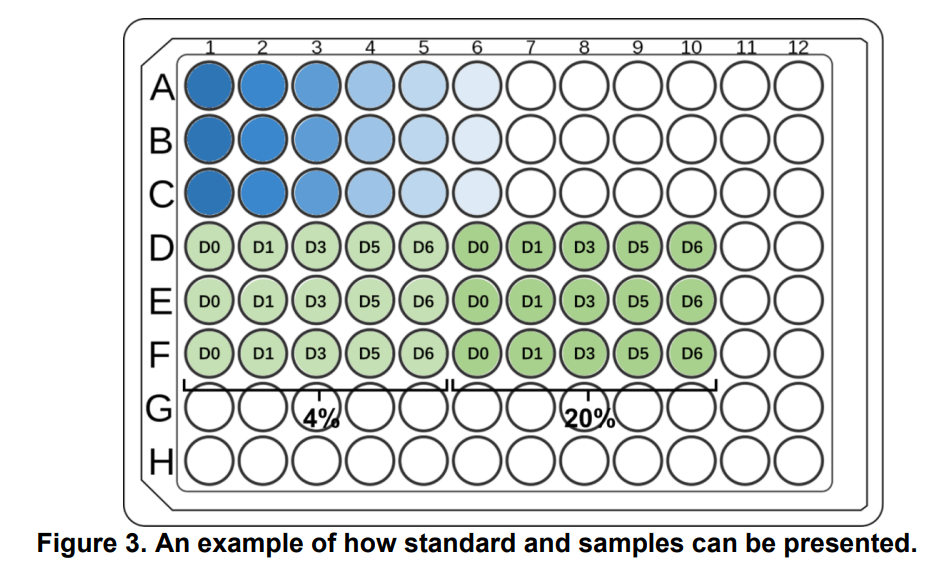 1 2 3 4 5 6 7 8 9 10 11 12
A
B
C
D D0 D1 D3 D5 D6 D0 D1 D3 D5 D6
E D0 D1 D3 D5 D6 D0 D1 D3 D5 D6
F D0 D1 D3 D5 D6 D0 D1 D3 D5 D6
G 4% 20%
H
Figure 3. An example of how standard and samples can be presented.